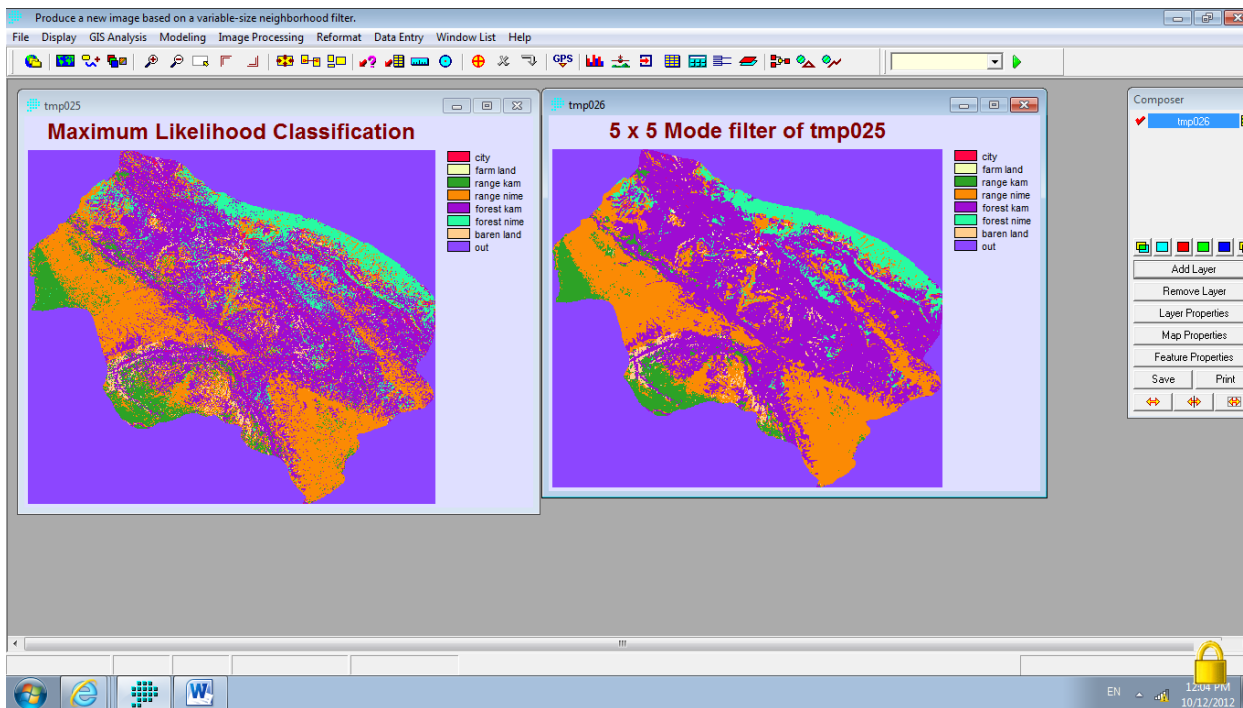 Produce a new image based on a variable-size neighborhood filter.
File Display GIS Analysis Modeling Image Processing Reformat Data Entry Window List Help
GPS
tmp025
Maximum Likelihood Classification
city
farm land
range kam
range nime
forest kam
forest nime
baren land
out
tmp026
5 x 5 Mode filter of tmp025
city
farm land
range kam
range nime
forest kam
forest nime
baren land
out
Composer
tmp026
Add Layer
Remove Layer
Layer Properties
Map Properties
Feature Properties
Save Print
EN
12:04 PM
10/12/2012